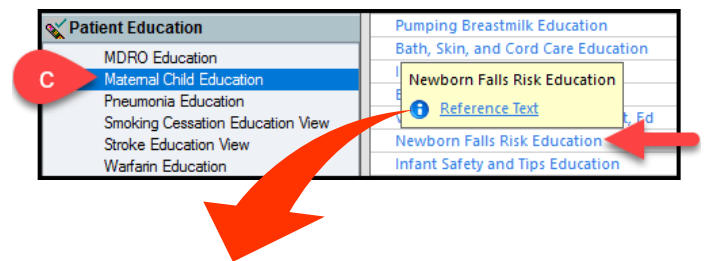 Patient Education
MDRO Education
C
Maternal Child Education
Pneumonia Education
Smoking Cessation Education View
Stroke Education View
Warfarin Education
Pumping Breastmilk Education
Bath, Skin, and Cord Care Education
Newborn Falls Risk Education
Reference Text
Ed
Newborn Falls Risk Education
Infant Safety and Tips Education